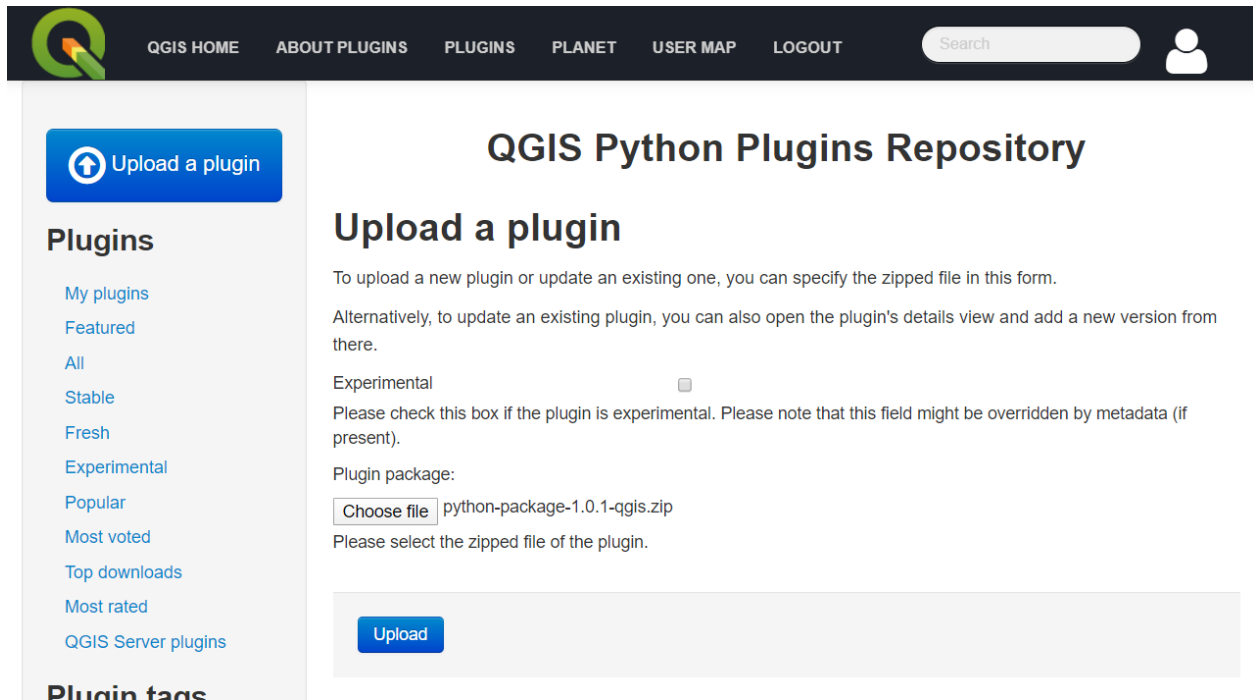 QGIS HOME ABOUT PLUGINS PLUGINS PLANET USER MAP LOGOUT Search
Upload a plugin
Plugins
My plugins
Featured
All
Stable
Fresh
Experimental
Popular
Most voted
Top downloads
Most rated
QGIS Server plugins
Plugin tags
QGIS Python Plugins Repository
Upload a plugin
To upload a new plugin or update an existing one, you can specify the zipped file in this form.
Alternatively, to update an existing plugin, you can also open the plugin's details view and add a new version from
there.
Experimental
Please check this box if the plugin is experimental. Please note that this field might be overridden by metadata (if
present).
Plugin package:
Choose file python-package-1.0.1-qgis.zip
Please select the zipped file of the plugin.
Upload